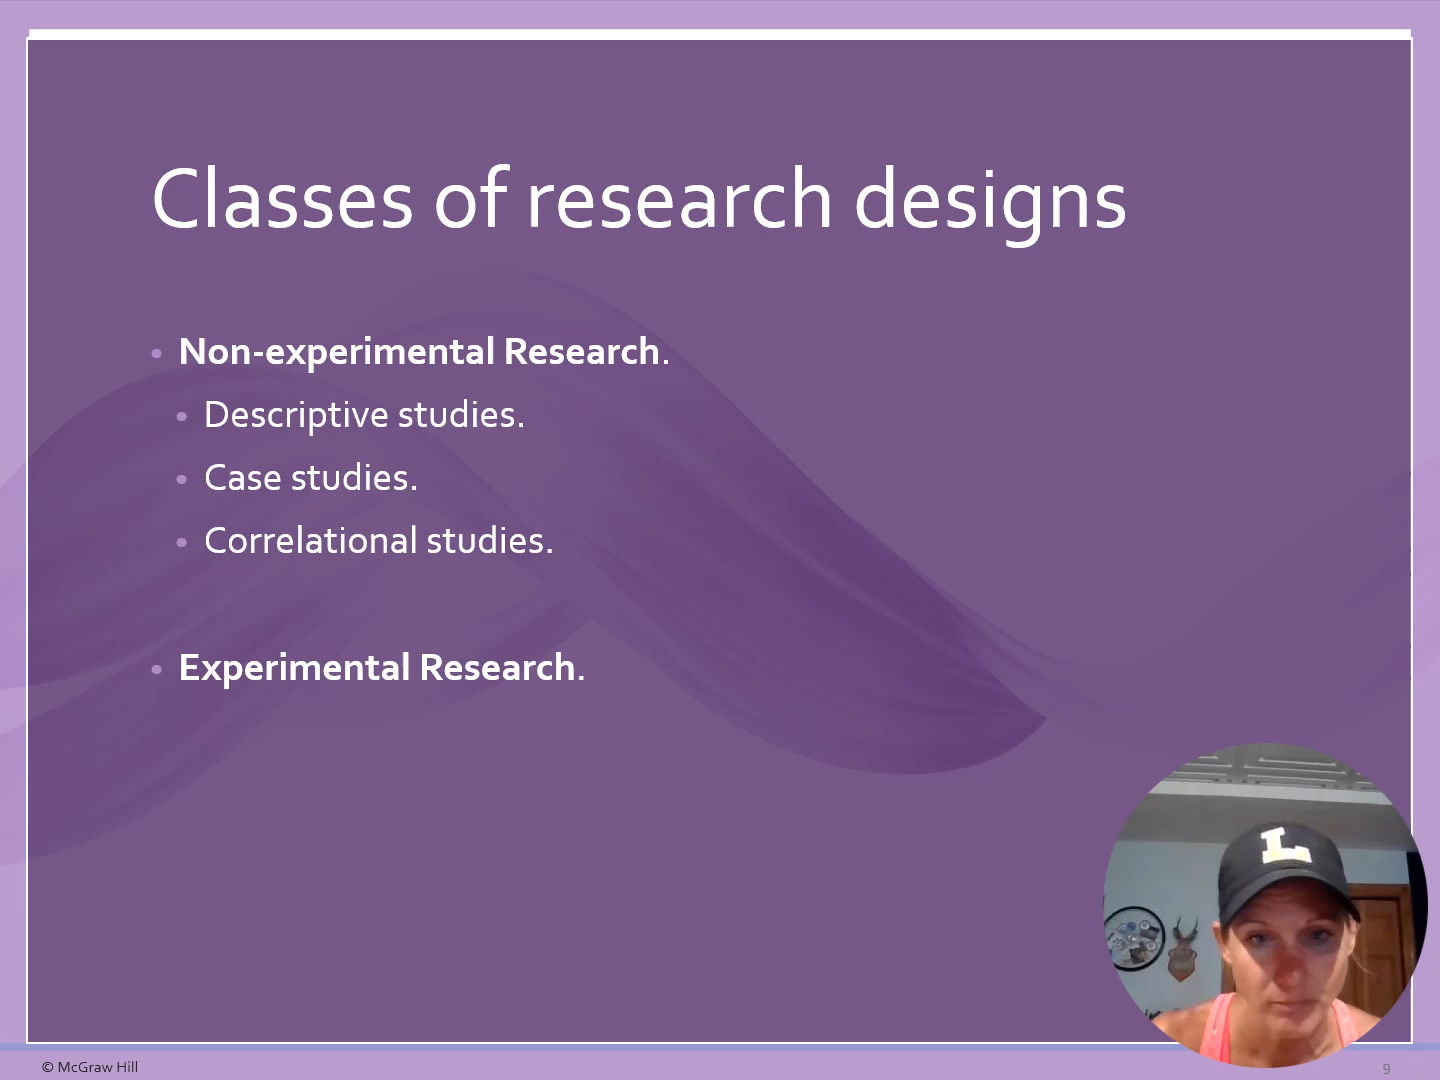 Classes of research designs
• Non-experimental Research.
• Descriptive studies.
• Case studies.
• Correlational studies.
• Experimental Research.
L
© McGraw Hill
9